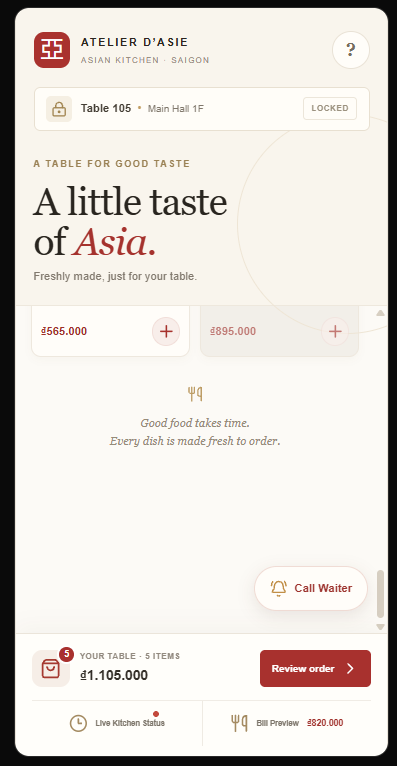 ATELIER D'ASIE
ASIAN KITCHEN · SAIGON
?
Table 105 • Main Hall 1F
LOCKED
A TABLE FOR GOOD TASTE
A little taste
of Asia.
Freshly made, just for your table.
₫565.000
₫895.000
Good food takes time.
Every dish is made fresh to order.
Call Waiter
5
YOUR TABLE · 5 ITEMS
₫1.105.000
Review order
Live Kitchen Status
Bill Preview ₫820.000